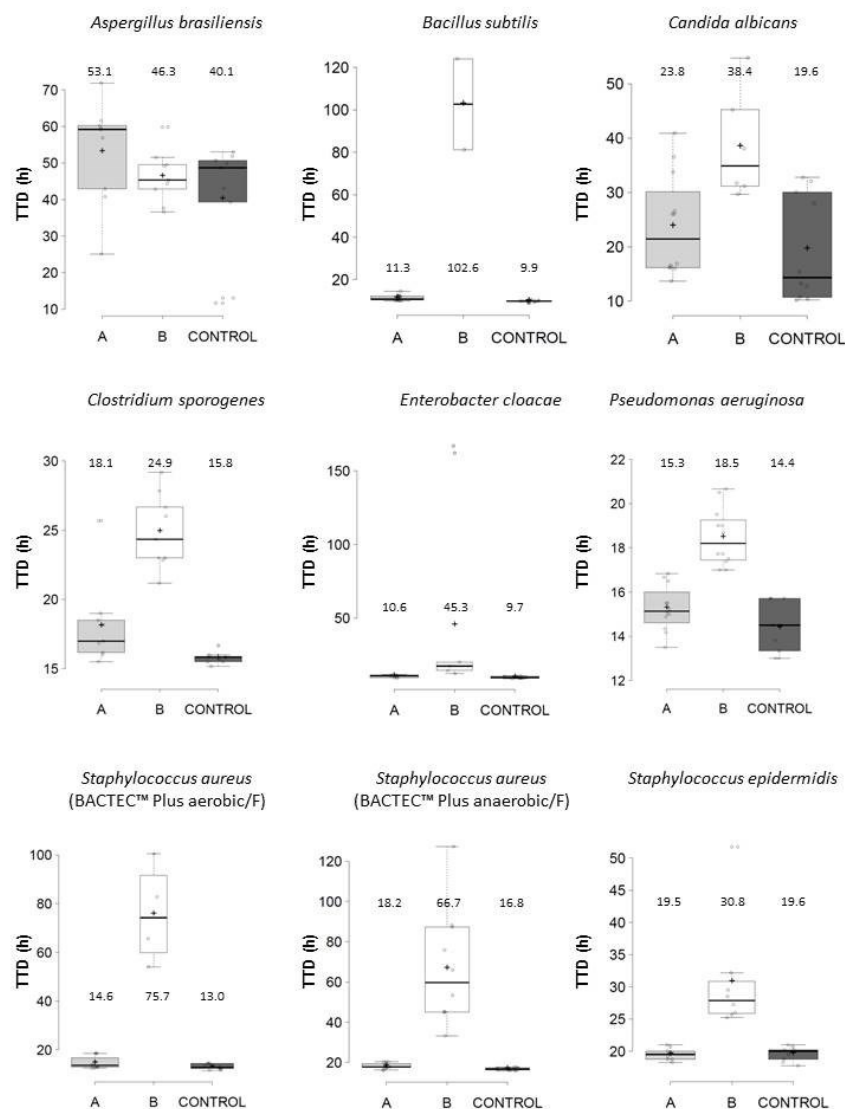 Aspergillus brasiliensis
53.1 46.3 40.1
70
60
50
40
30
20
10
TTD (h)
A B CONTROL
Bacillus subtilis
120
100
80
60
40
20
TTD (h)
11.3 102.6 9.9
A B CONTROL
Candida albicans
23.8 38.4 19.6
50
40
30
20
10
TTD (h)
A B CONTROL
Clostridium sporogenes
18.1 24.9 15.8
30
25
20
15
TTD (h)
A B CONTROL
Enterobacter cloacae
150
100
50
TTD (h)
10.6 45.3 9.7
A B CONTROL
Pseudomonas aeruginosa
22
20
18
16
14
12
15.3 18.5 14.4
TTD (h)
A B CONTROL
Staphylococcus aureus
(BACTEC™ Plus aerobic/F)
100
80
60
40
20
TTD (h)
14.6 75.7 13.0
A B CONTROL
Staphylococcus aureus
(BACTEC™ Plus anaerobic/F)
120
100
80
60
40
20
18.2 66.7 16.8
TTD (h)
A B CONTROL
Staphylococcus epidermidis
50
45
40
35
30
25
20
19.5 30.8 19.6
TTD (h)
A B CONTROL